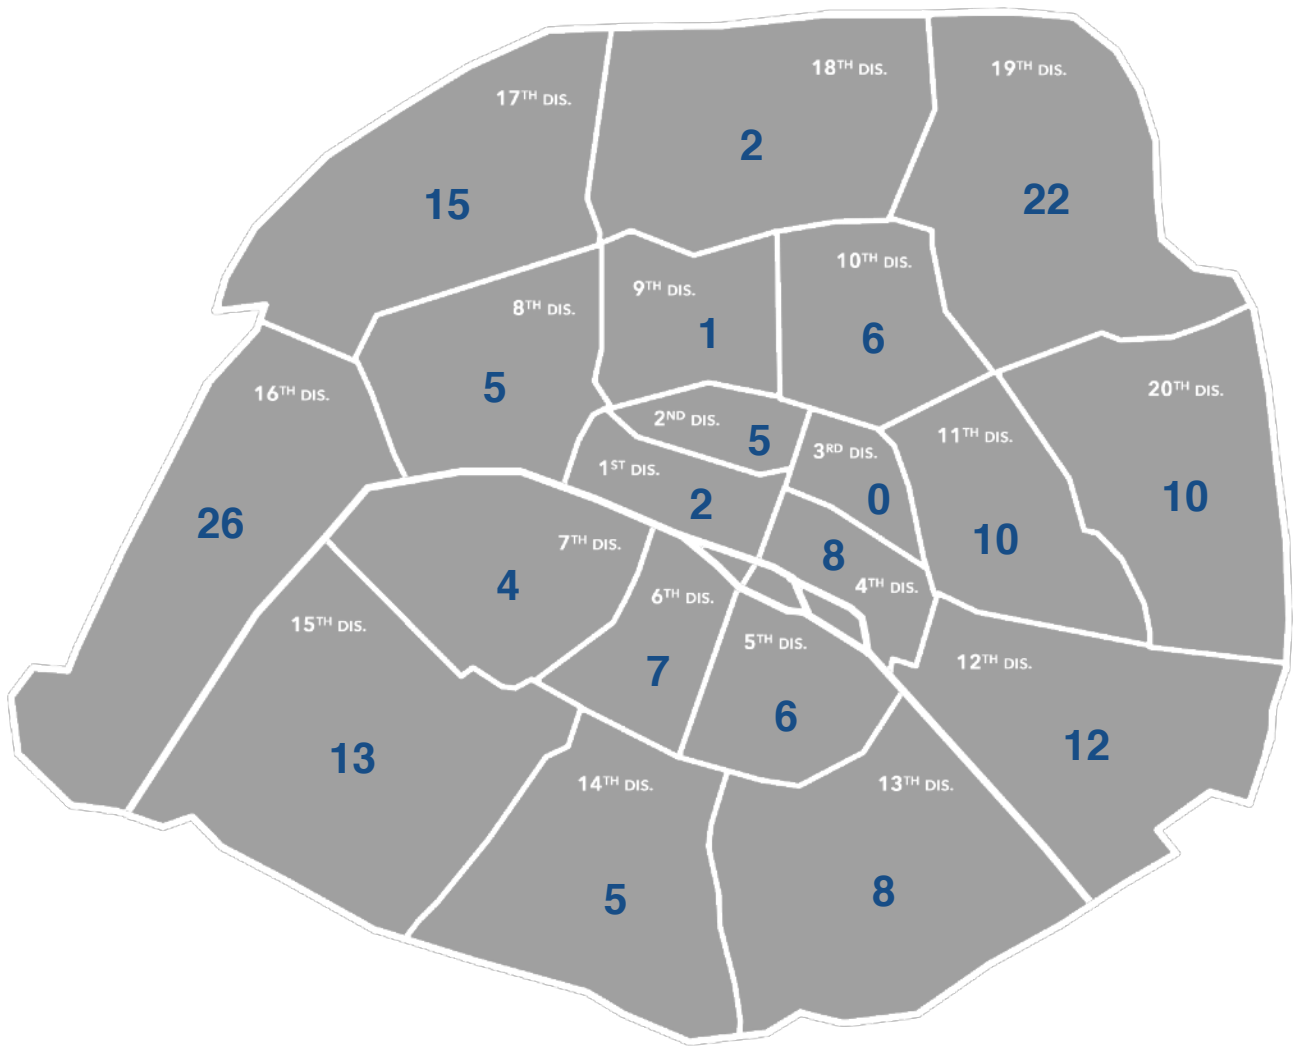 18TH DIS.
19TH DIS.
17TH DIS.
2
22
15
10TH DIS.
9TH DIS.
8TH DIS.
1
6
16TH DIS.
5
20TH DIS.
2ND DIS.
5
11TH DIS.
3RD DIS.
1ST DIS.
2
0
10
26
10
7TH DIS.
8
4TH DIS.
4
6TH DIS.
15TH DIS.
5TH DIS.
12TH DIS.
7
6
12
13
14TH DIS.
13TH DIS.
5
8